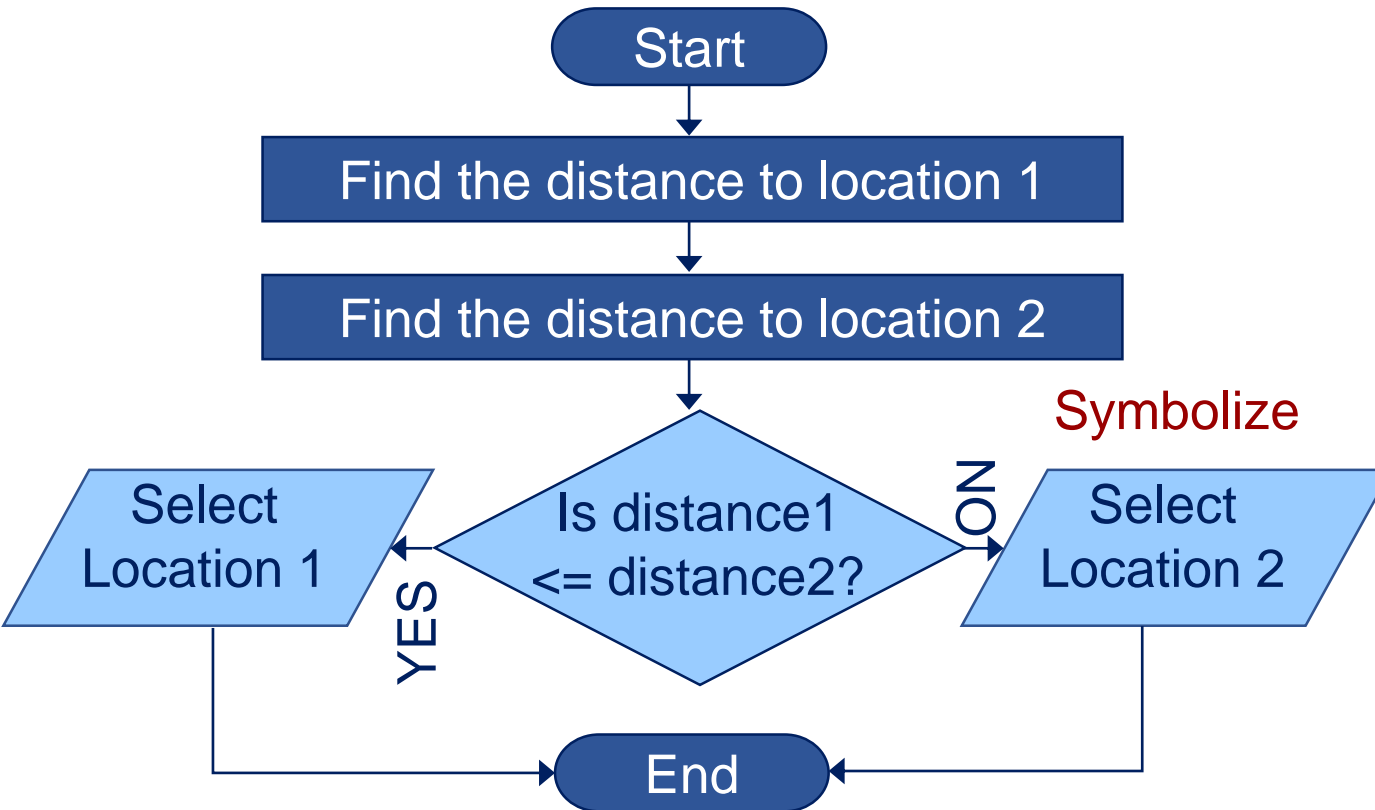 Start
Find the distance to location 1
Find the distance to location 2
Symbolize
Select
Location 1
YES
Is distance1
<= distance2?
NO
Select
Location 2
End